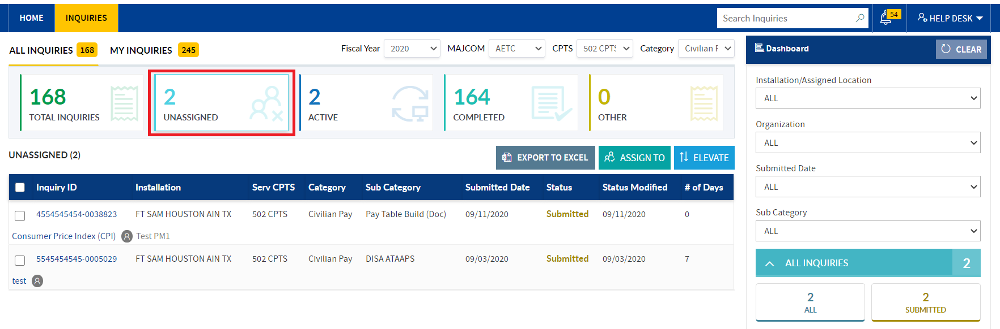 HOME INQUIRIES Search Inquiries 54 HELP DESK
ALL INQUIRIES 168 MY INQUIRIES 245 Fiscal Year 2020 MAJCOM AETC CPTS 502 CPTS Category Civilian F
Dashboard CLEAR
168 TOTAL INQUIRIES
2 UNASSIGNED
2 ACTIVE
164 COMPLETED
0 OTHER
UNASSIGNED (2) EXPORT TO EXCEL ASSIGN TO ELEVATE
Inquiry ID Installation Serv CPTS Category Sub Category Submitted Date Status Status Modified # of Days
4554545454-0038823 FT SAM HOUSTON AIN TX 502 CPTS Civilian Pay Pay Table Build (Doc) 09/11/2020 Submitted 09/11/2020 0
Consumer Price Index (CPI) Test PM1
5545454545-0005029 FT SAM HOUSTON AIN TX 502 CPTS Civilian Pay DISA ATAAPS 09/03/2020 Submitted 09/03/2020 7
test
Installation/Assigned Location
ALL
Organization
ALL
Submitted Date
ALL
Sub Category
ALL
ALL INQUIRIES 2
2 ALL
2 SUBMITTED